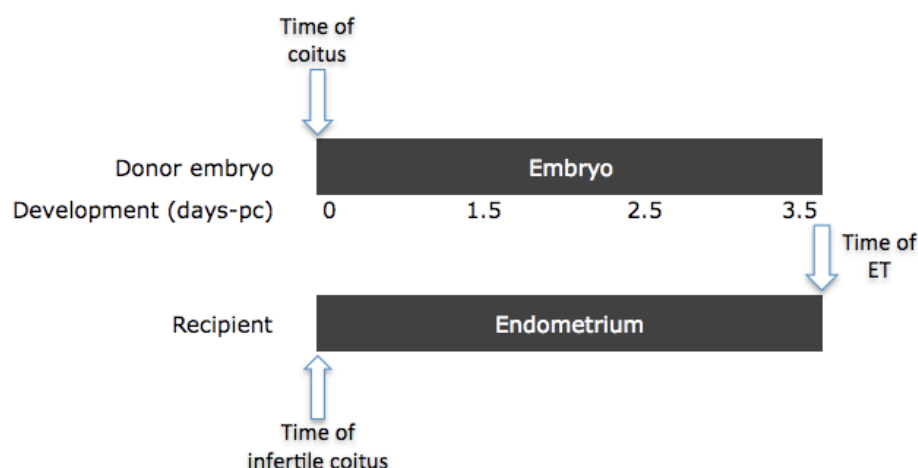 Time of
coitus
Donor embryo
Embryo
Development (days-pc)
0 1.5 2.5 3.5
Time of
ET
Recipient
Endometrium
Time of
infertile coitus